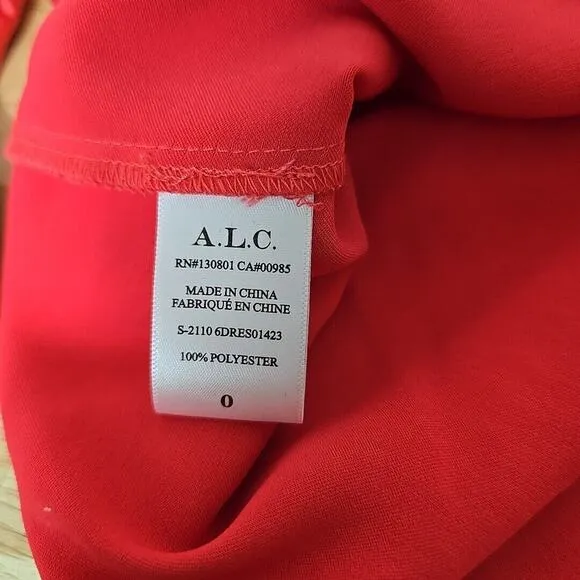 A.L.C.
RN#130801 CA#00985
MADE IN CHINA
FABRIQUÉ EN CHINE
S-2110 6DRES01423
100% POLYESTER
0